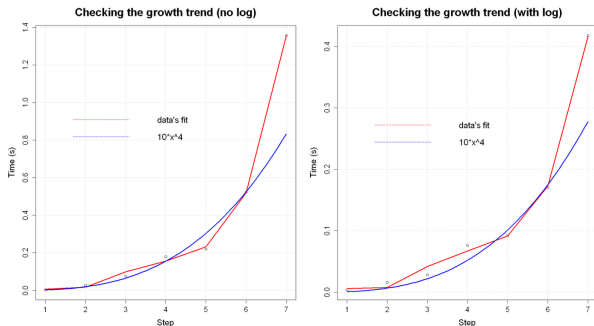 Checking the growth trend (no log)
Time (s)
1.4
1.2
1.0
0.8
0.6
0.4
0.2
0.0
data's fit
10*x^4
1 2 3 4 5 6 7
Step
Checking the growth trend (with log)
Time (s)
0.4
0.3
0.2
0.1
0.0
data's fit
10*x^4
1 2 3 4 5 6 7
Step